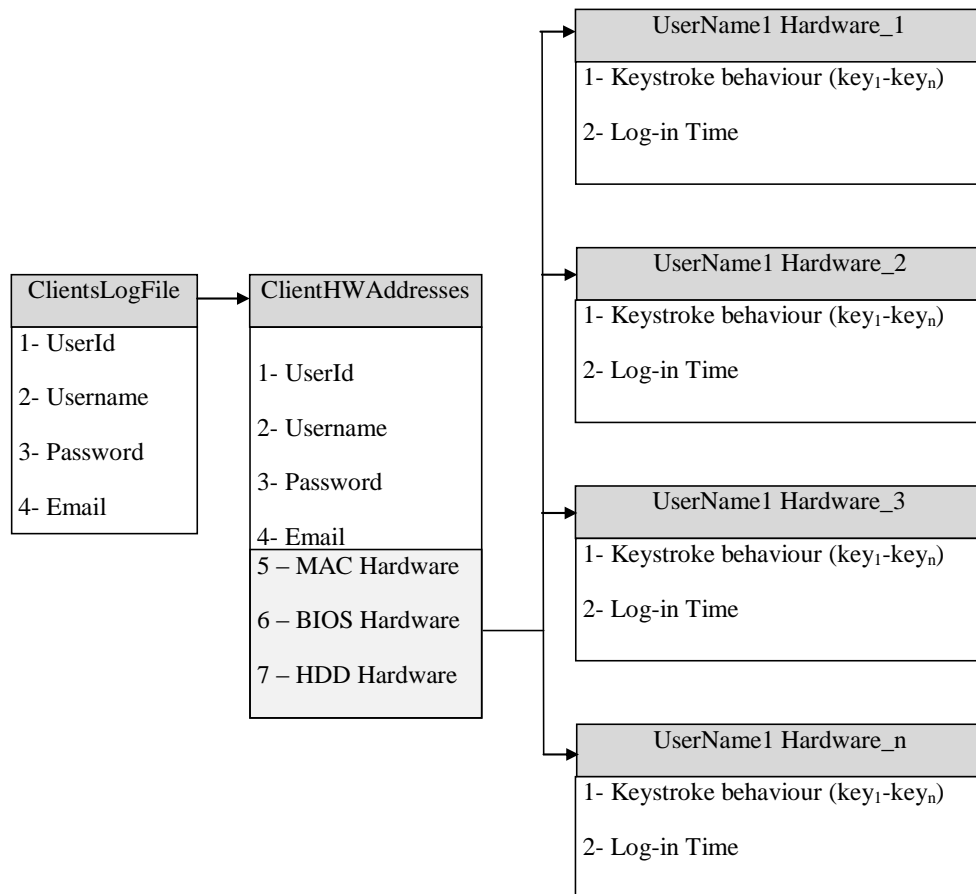 UserName1 Hardware_1
1- Keystroke behaviour (key₁-keyₙ)
2- Log-in Time
UserName1 Hardware_2
1- Keystroke behaviour (key₁-keyₙ)
2- Log-in Time
ClientsLogFile
1- UserId
2- Username
3- Password
4- Email
ClientHWAddresses
1- UserId
2- Username
3- Password
4- Email
5 – MAC Hardware
6 – BIOS Hardware
7 – HDD Hardware
UserName1 Hardware_3
1- Keystroke behaviour (key₁-keyₙ)
2- Log-in Time
UserName1 Hardware_n
1- Keystroke behaviour (key₁-keyₙ)
2- Log-in Time